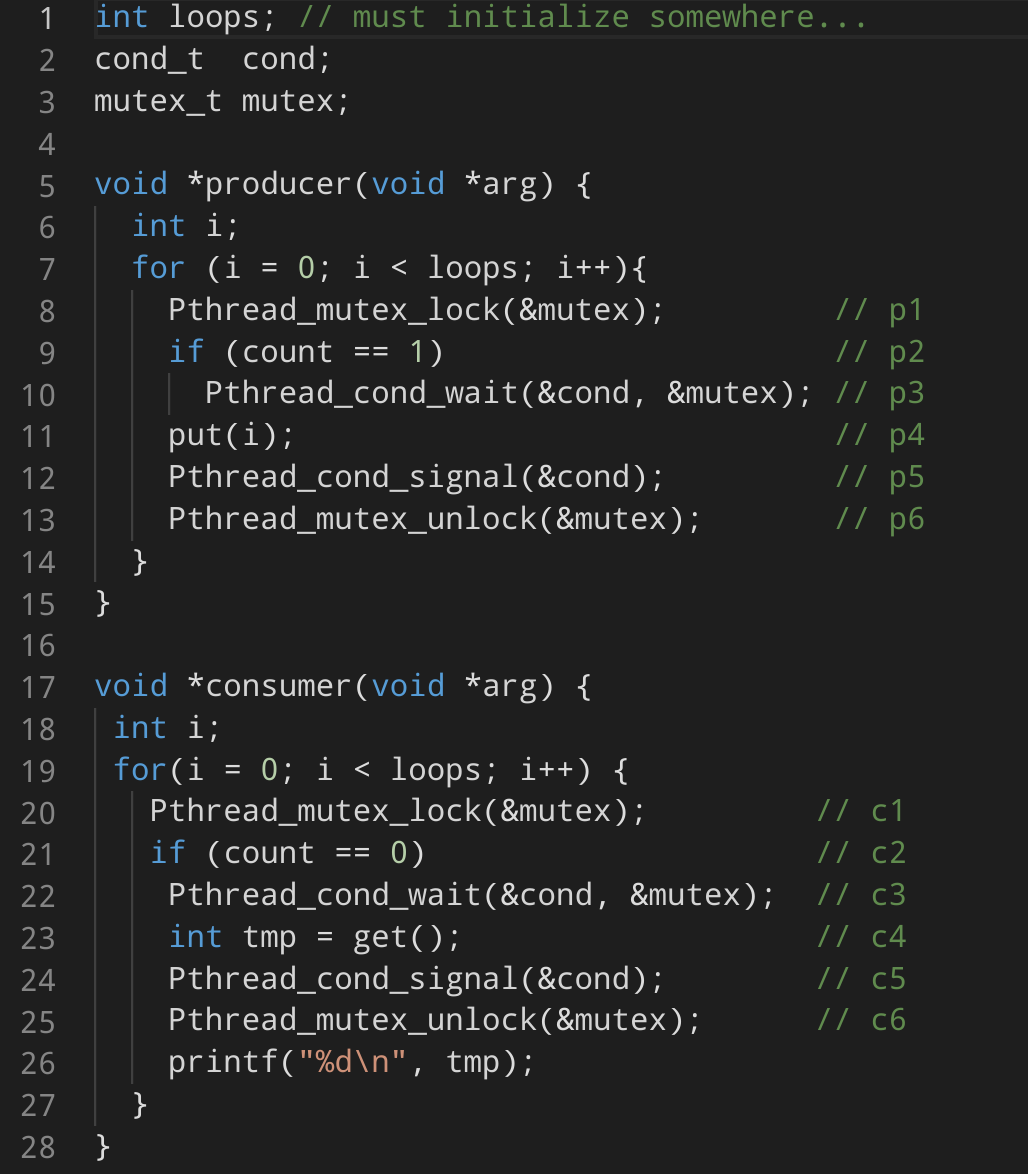 1 int loops; // must initialize somewhere...
2 cond_t  cond;
3 mutex_t mutex;
4
5 void *producer(void *arg) {
6   int i;
7   for (i = 0; i < loops; i++){
8     Pthread_mutex_lock(&mutex);         // p1
9     if (count == 1)                     // p2
10       Pthread_cond_wait(&cond, &mutex); // p3
11     put(i);                             // p4
12     Pthread_cond_signal(&cond);         // p5
13     Pthread_mutex_unlock(&mutex);       // p6
14   }
15 }
16
17 void *consumer(void *arg) {
18  int i;
19  for(i = 0; i < loops; i++) {
20    Pthread_mutex_lock(&mutex);         // c1
21    if (count == 0)                     // c2
22     Pthread_cond_wait(&cond, &mutex);  // c3
23     int tmp = get();                   // c4
24     Pthread_cond_signal(&cond);        // c5
25     Pthread_mutex_unlock(&mutex);      // c6
26     printf("%d\n", tmp);
27   }
28 }